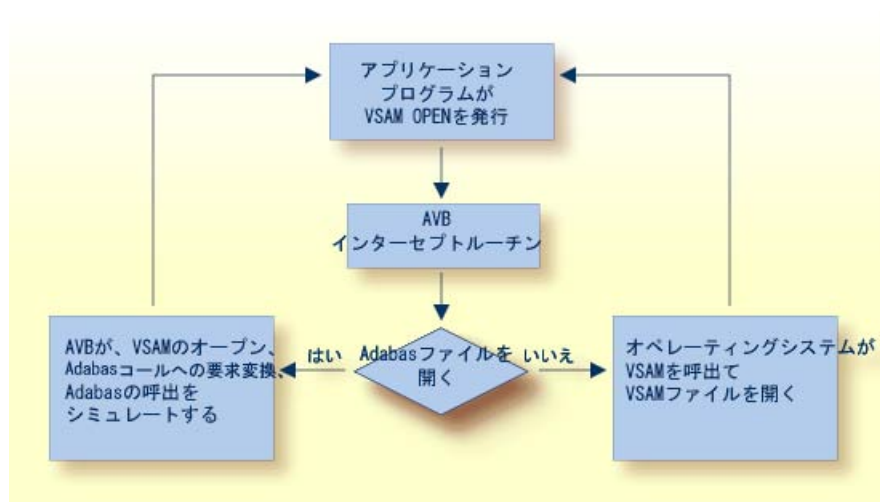 アプリケーション
プログラムが
VSAM OPENを発行
AVB
インターセプトルーチン
Adabasファイルを
開く
はい
いいえ
AVBが、VSAMのオープン、
Adabasコールへの要求変換、
Adabasの呼出を
シミュレートする
オペレーティングシステムが
VSAMを呼出て
VSAMファイルを開く